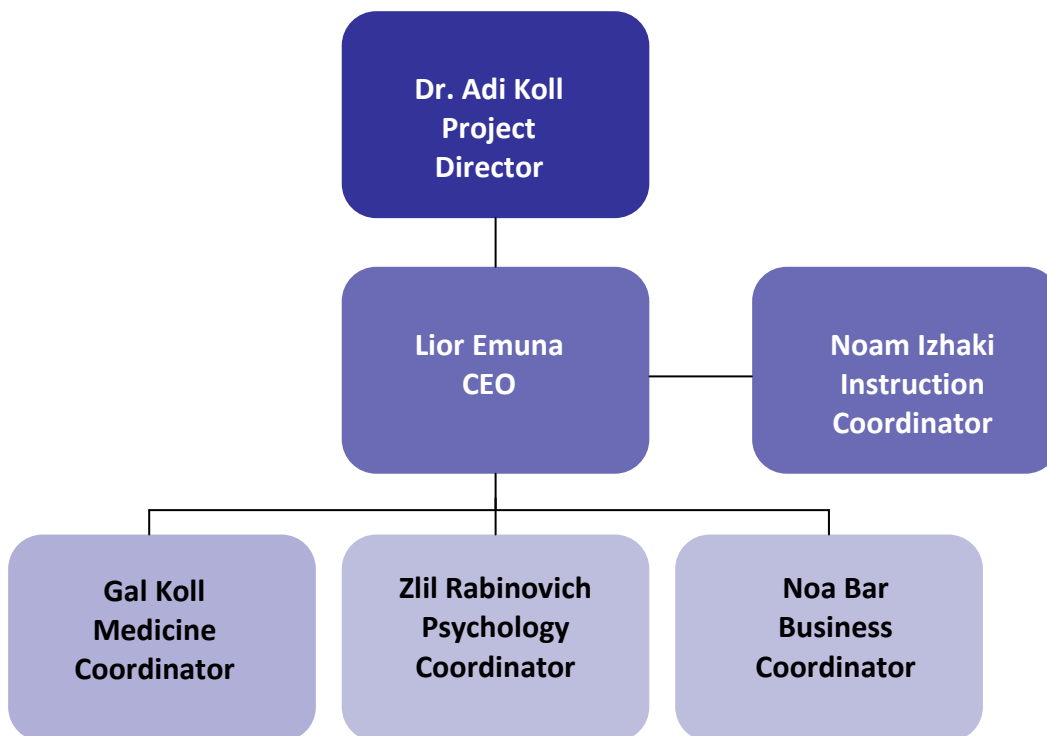 Dr. Adi Koll
Project
Director
Lior Emuna
CEO
Noam Izhaki
Instruction
Coordinator
Gal Koll
Medicine
Coordinator
Zlil Rabinovich
Psychology
Coordinator
Noa Bar
Business
Coordinator